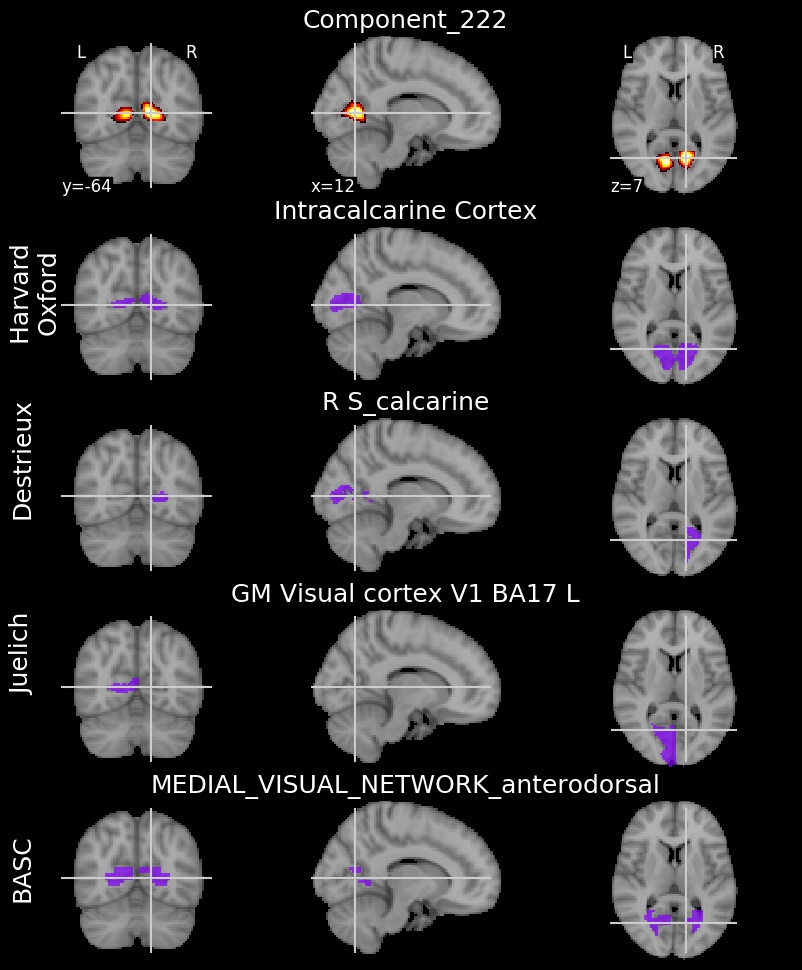 Component_222
L R
L R
y=-64
x=12
z=7
Intracalcarine Cortex
Harvard
Oxford
R S_calcarine
Destrieux
GM Visual cortex V1 BA17 L
Juelich
MEDIAL_VISUAL_NETWORK_anterodorsal
BASC